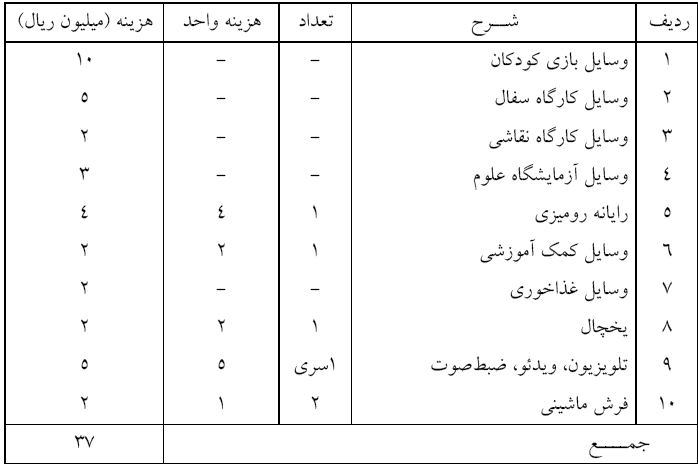 ردیف شـــرح تعداد هزینه واحد هزینه (میلیون ریال)
۱ وسایل بازی کودکان – – ۱۰
۲ وسایل کارگاه سفال – – ۵
۳ وسایل کارگاه نقاشی – – ۲
٤ وسایل آزمایشگاه علوم – – ۳
۵ رایانه رومیزی ۱ ٤ ٤
٦ وسایل کمک آموزشی ۱ ۲ ۲
۷ وسایل غذاخوری – – ۲
۸ یخچال ۱ ۲ ۲
۹ تلویزیون، ویدئو، ضبط‌صوت ۱سری ۵ ۵
۱۰ فرش ماشینی ۲ ۱ ۲
جمـــــع ۳۷